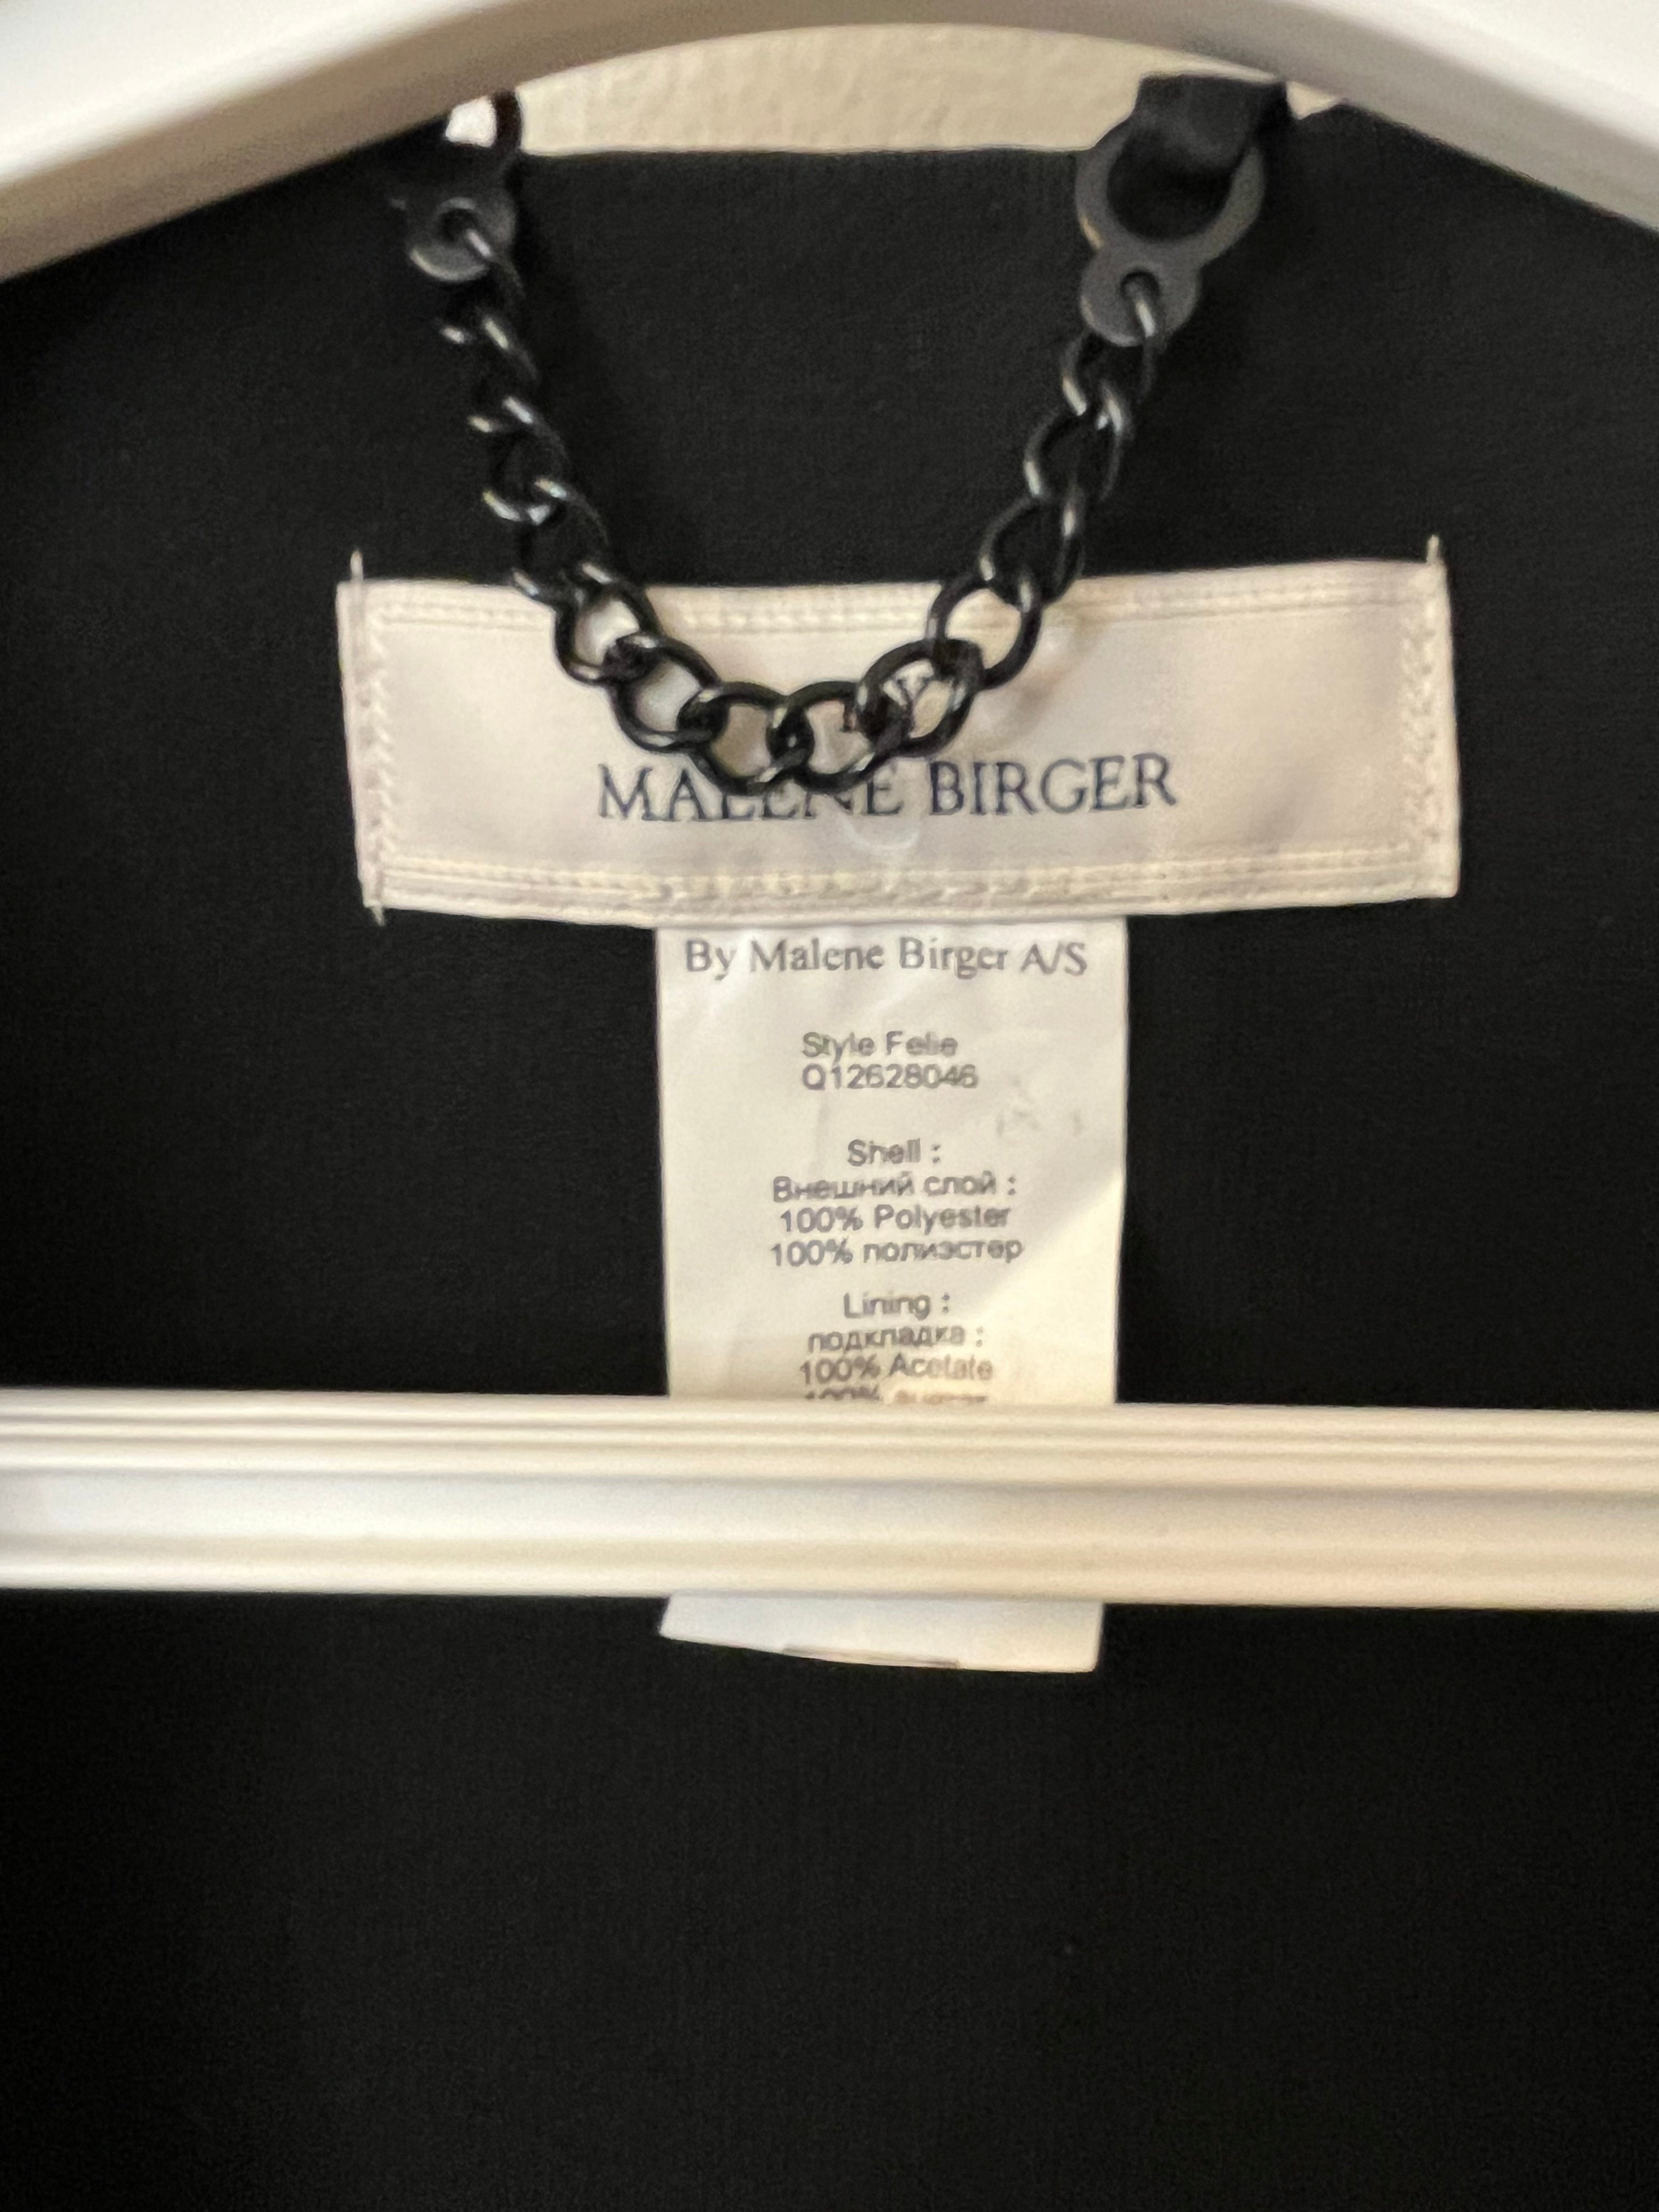 BY
MALENE BIRGER
By Malene Birger A/S
Style Felie
Q12628046
Shell :
Внешний слой :
100% Polyester
100% полиэстер
Lining :
подкладка :
100% Acetate
100%